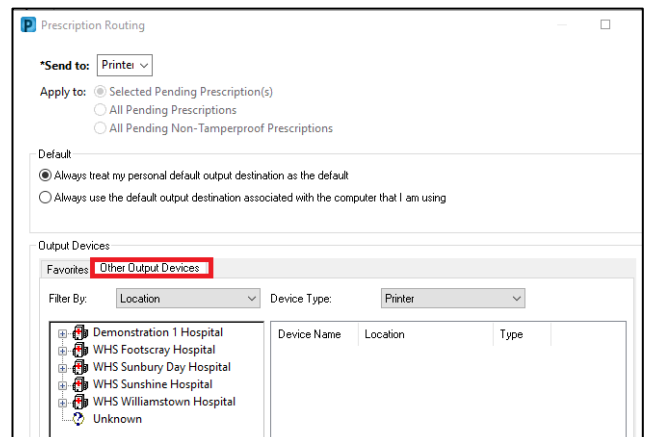 Prescription Routing
*Send to: Printer
Apply to: Selected Pending Prescription(s)
All Pending Prescriptions
All Pending Non-Tamperproof Prescriptions
Default
Always treat my personal default output destination as the default
Always use the default output destination associated with the computer that I am using
Output Devices
Favorites Other Output Devices
Filter By: Location Device Type: Printer
Demonstration 1 Hospital Device Name Location Type
WHS Footscray Hospital
WHS Sunbury Day Hospital
WHS Sunshine Hospital
WHS Williamstown Hospital
Unknown